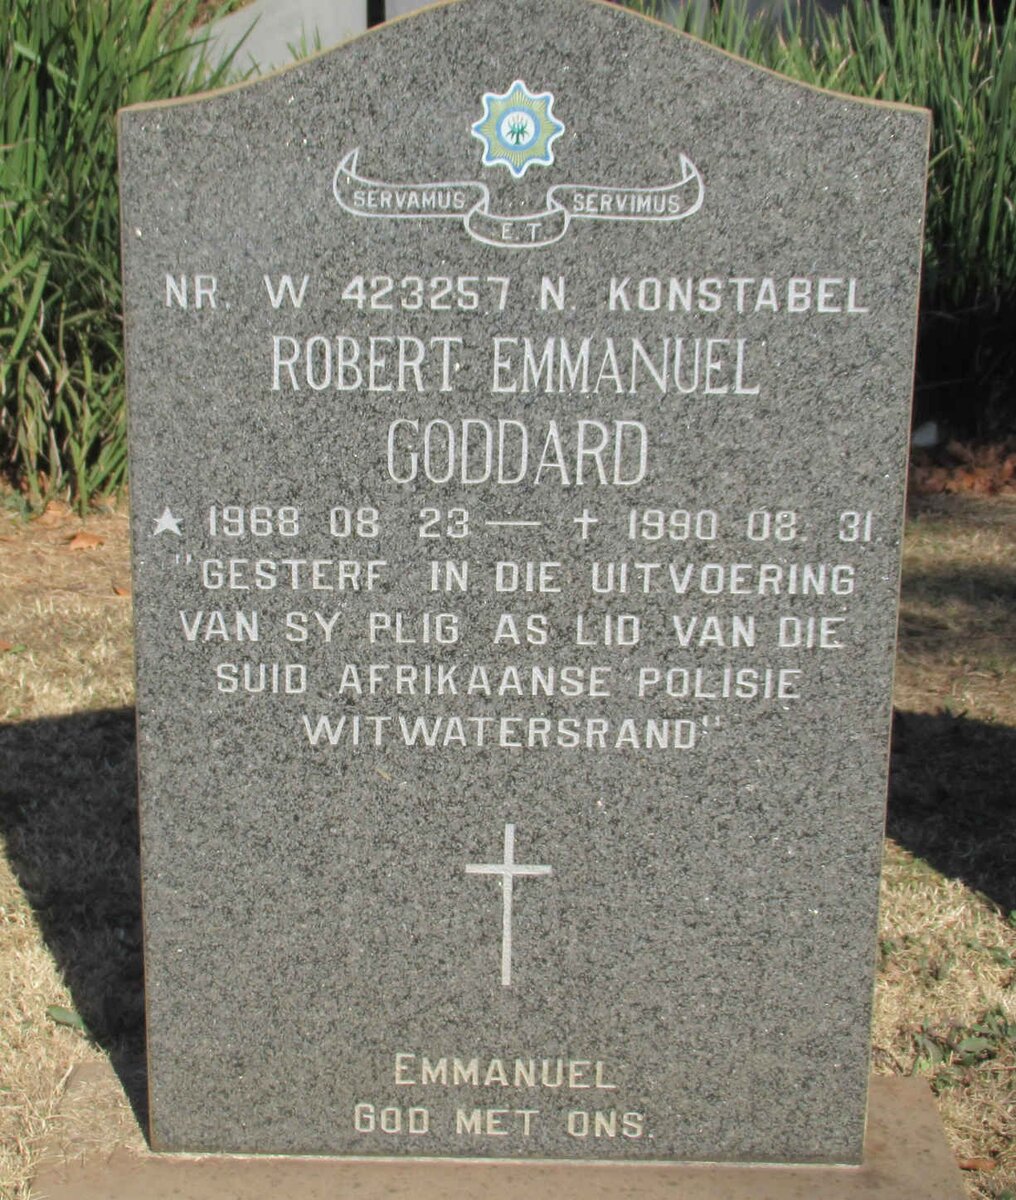 SERVAMUS ET SERVIMUS
NR. W 423257 N. KONSTABEL
ROBERT EMMANUEL
GODDARD
★ 1968 08 23 — † 1990 08. 31.
"GESTERF IN DIE UITVOERING
VAN SY PLIG AS LID VAN DIE
SUID AFRIKAANSE POLISIE
WITWATERSRAND"
EMMANUEL
GOD MET ONS.